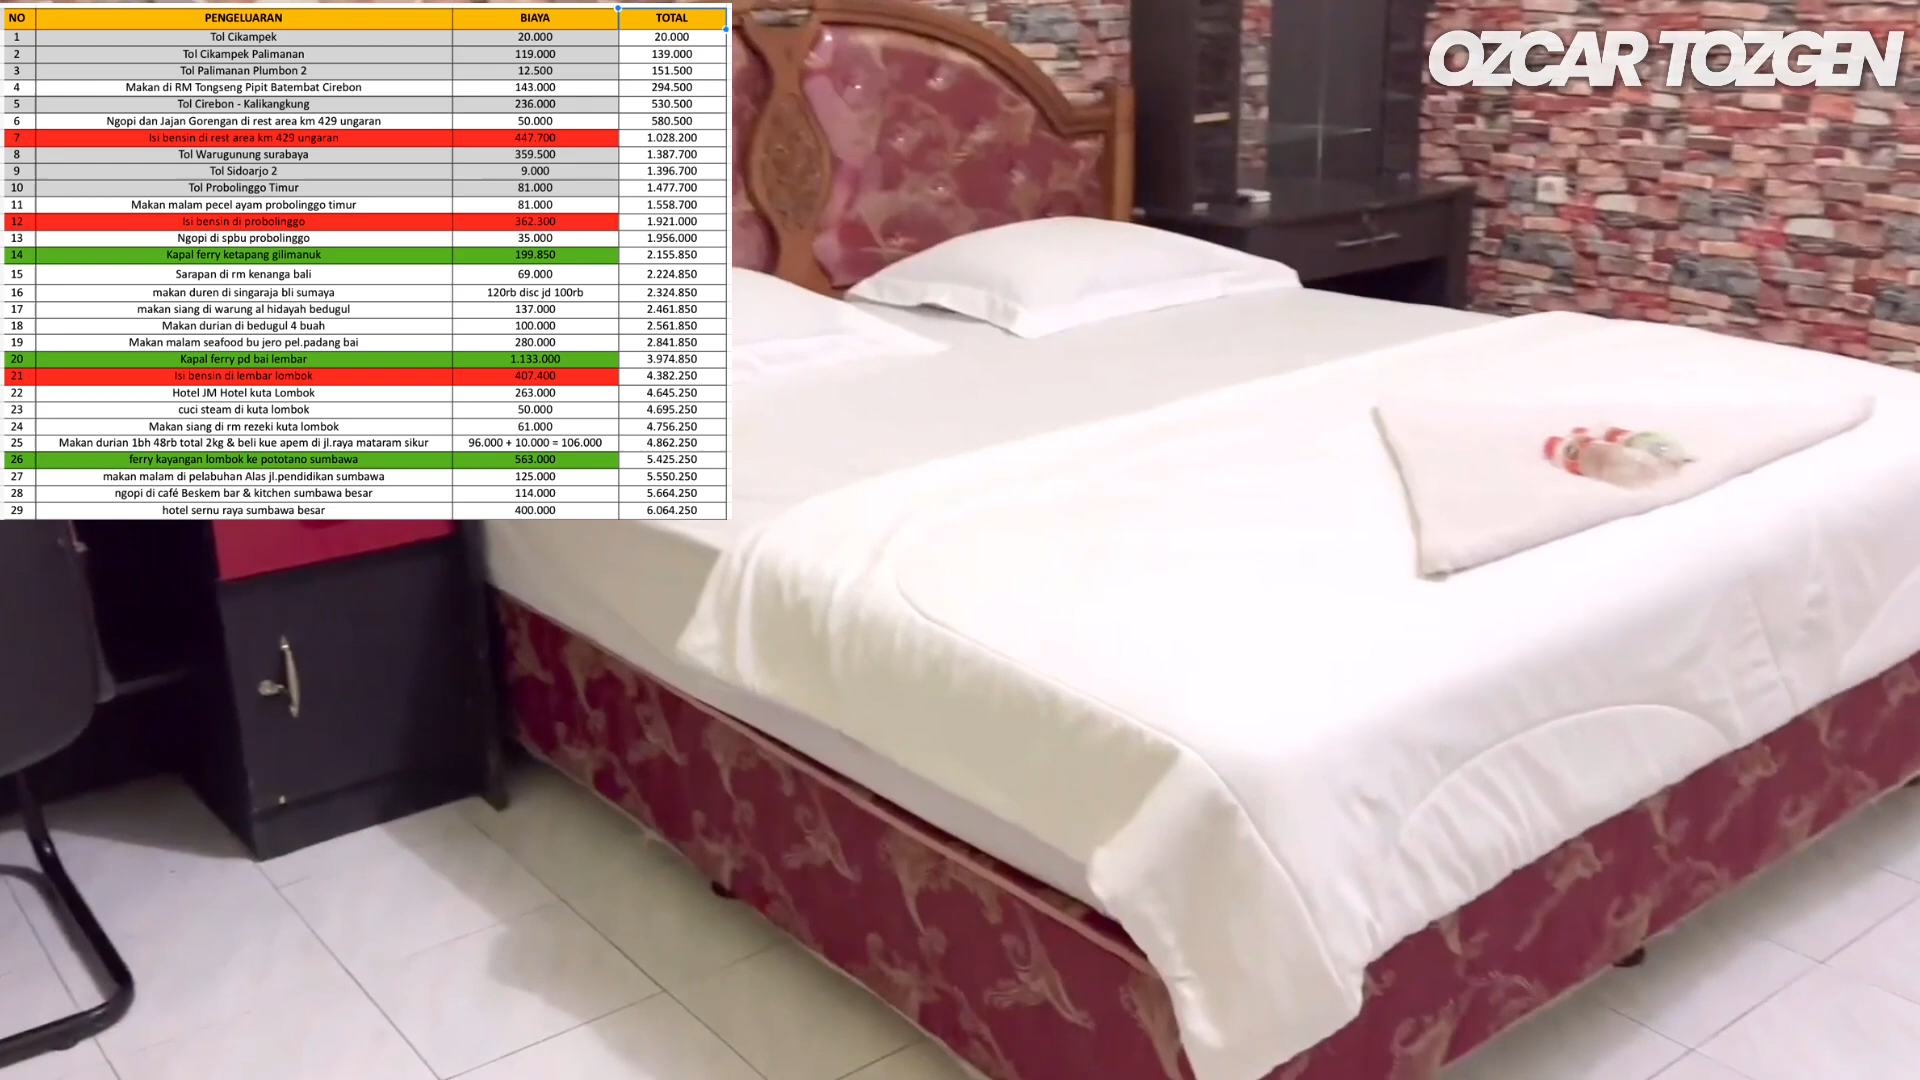 NO PENGELUARAN BIAYA TOTAL
1 Tol Cikampek 20.000 20.000
2 Tol Cikampek Palimanan 119.000 139.000
3 Tol Palimanan Plumbon 2 12.500 151.500
4 Makan di RM Tongseng Pipit Batembat Cirebon 143.000 294.500
5 Tol Cirebon - Kalikangkung 236.000 530.500
6 Ngopi dan Jajan Gorengan di rest area km 429 ungaran 50.000 580.500
7 Isi bensin di rest area km 429 ungaran 447.700 1.028.200
8 Tol Warugunung surabaya 359.500 1.387.700
9 Tol Sidoarjo 2 9.000 1.396.700
10 Tol Probolinggo Timur 81.000 1.477.700
11 Makan malam pecel ayam probolinggo timur 81.000 1.558.700
12 Isi bensin di probolinggo 362.300 1.921.000
13 Ngopi di spbu probolinggo 35.000 1.956.000
14 Kapal ferry ketapang gilimanuk 199.850 2.155.850
15 Sarapan di rm kenanga bali 69.000 2.224.850
16 makan duren di singaraja bli sumaya 120rb disc jd 100rb 2.324.850
17 makan siang di warung al hidayah bedugul 137.000 2.461.850
18 Makan durian di bedugul 4 buah 100.000 2.561.850
19 Makan malam seafood bu jero pel.padang bai 280.000 2.841.850
20 Kapal ferry pd bai lembar 1.133.000 3.974.850
21 Isi bensin di lembar lombok 407.400 4.382.250
22 Hotel JM Hotel kuta Lombok 263.000 4.645.250
23 cuci steam di kuta lombok 50.000 4.695.250
24 Makan siang di rm rezeki kuta lombok 61.000 4.756.250
25 Makan durian 1bh 48rb total 2kg & beli kue apem di jl.raya mataram sikur 96.000 + 10.000 = 106.000 4.862.250
26 ferry kayangan lombok ke pototano sumbawa 563.000 5.425.250
27 makan malam di pelabuhan Alas jl.pendidikan sumbawa 125.000 5.550.250
28 ngopi di café Beskem bar & kitchen sumbawa besar 114.000 5.664.250
29 hotel sernu raya sumbawa besar 400.000 6.064.250
OZCAR TOZGEN